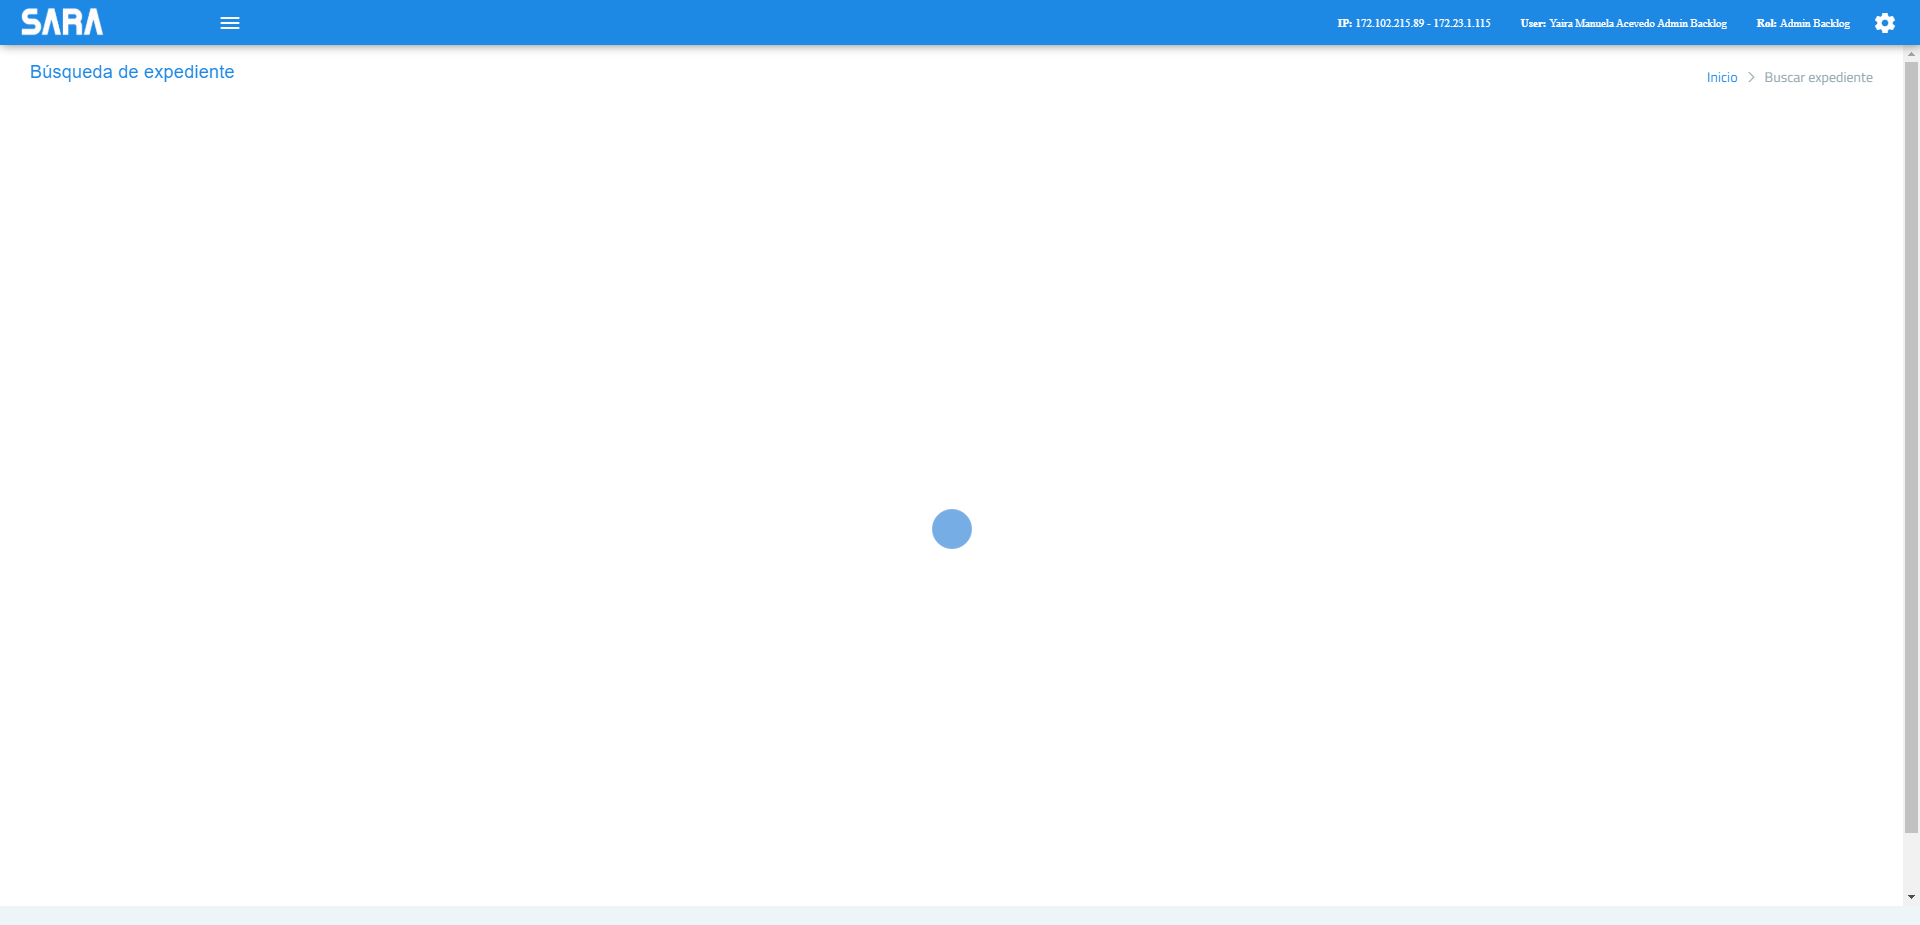 SARA
IP: 172.102.215.89 - 172.23.1.115 User: Yaira Manuela Acevedo Admin Backlog Rol: Admin Backlog
Búsqueda de expediente
Inicio > Buscar expediente